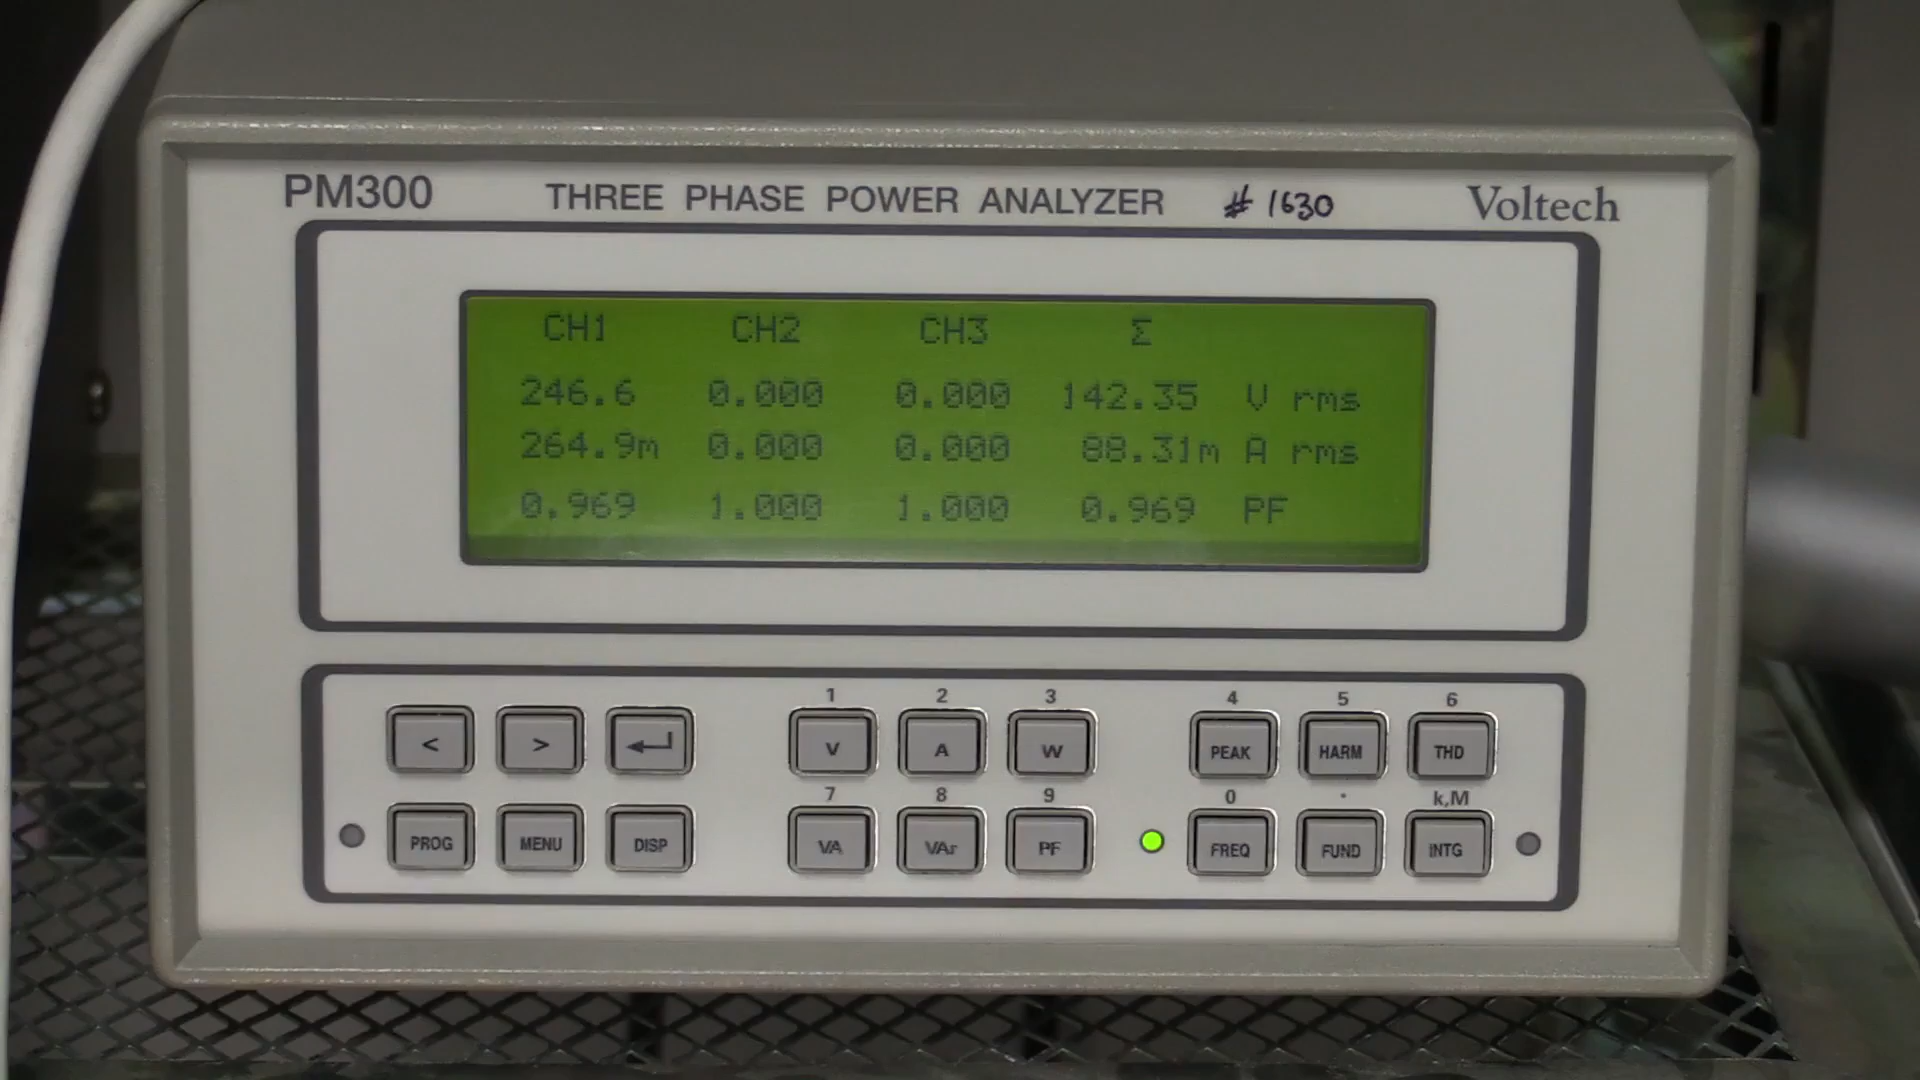 PM300 THREE PHASE POWER ANALYZER # 1630 Voltech
CH1 CH2 CH3 Σ
246.6 0.000 0.000 142.35 V rms
264.9m 0.000 0.000 88.31m A rms
0.969 1.000 1.000 0.969 PF
1 2 3 4 5 6
< > V A W PEAK HARM THD
7 8 9 0 . k,M
PROG MENU DISP VA VAr PF FREQ FUND INTG